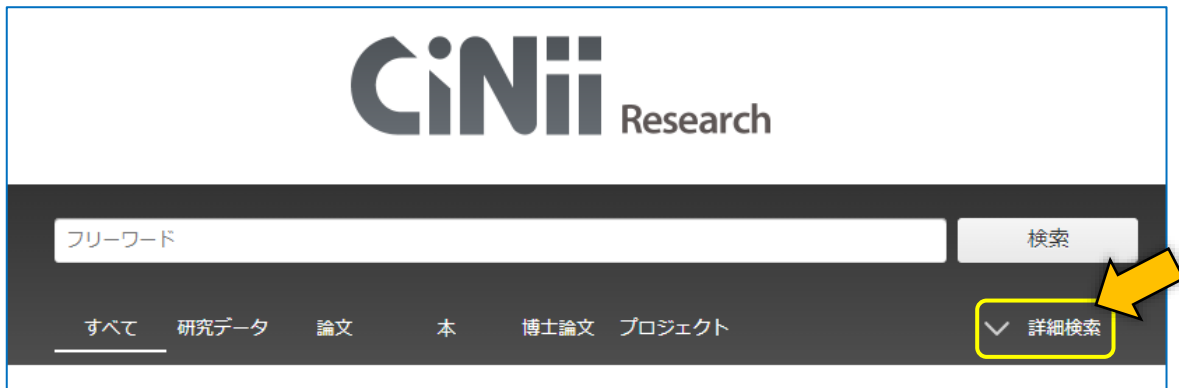 CiNii Research
フリーワード
検索
すべて 研究データ 論文 本 博士論文 プロジェクト 詳細検索